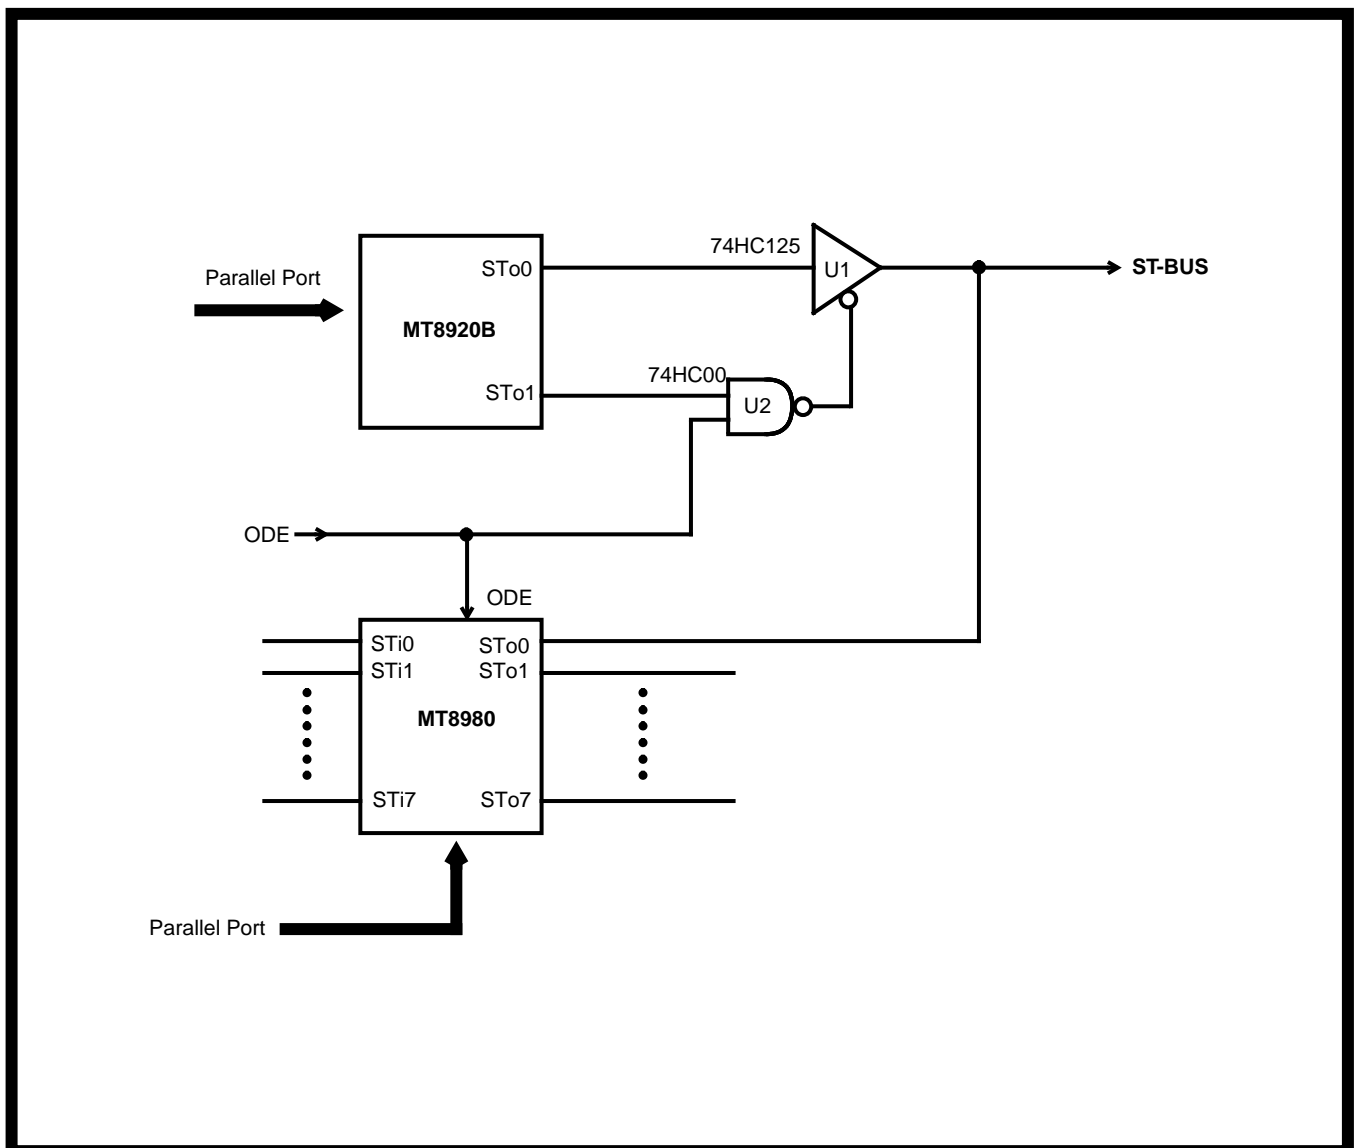 74HC125
STo0
U1
ST-BUS
Parallel Port
MT8920B
74HC00
STo1
U2
ODE
ODE
STi0
STo0
STi1
STo1
MT8980
STi7
STo7
Parallel Port